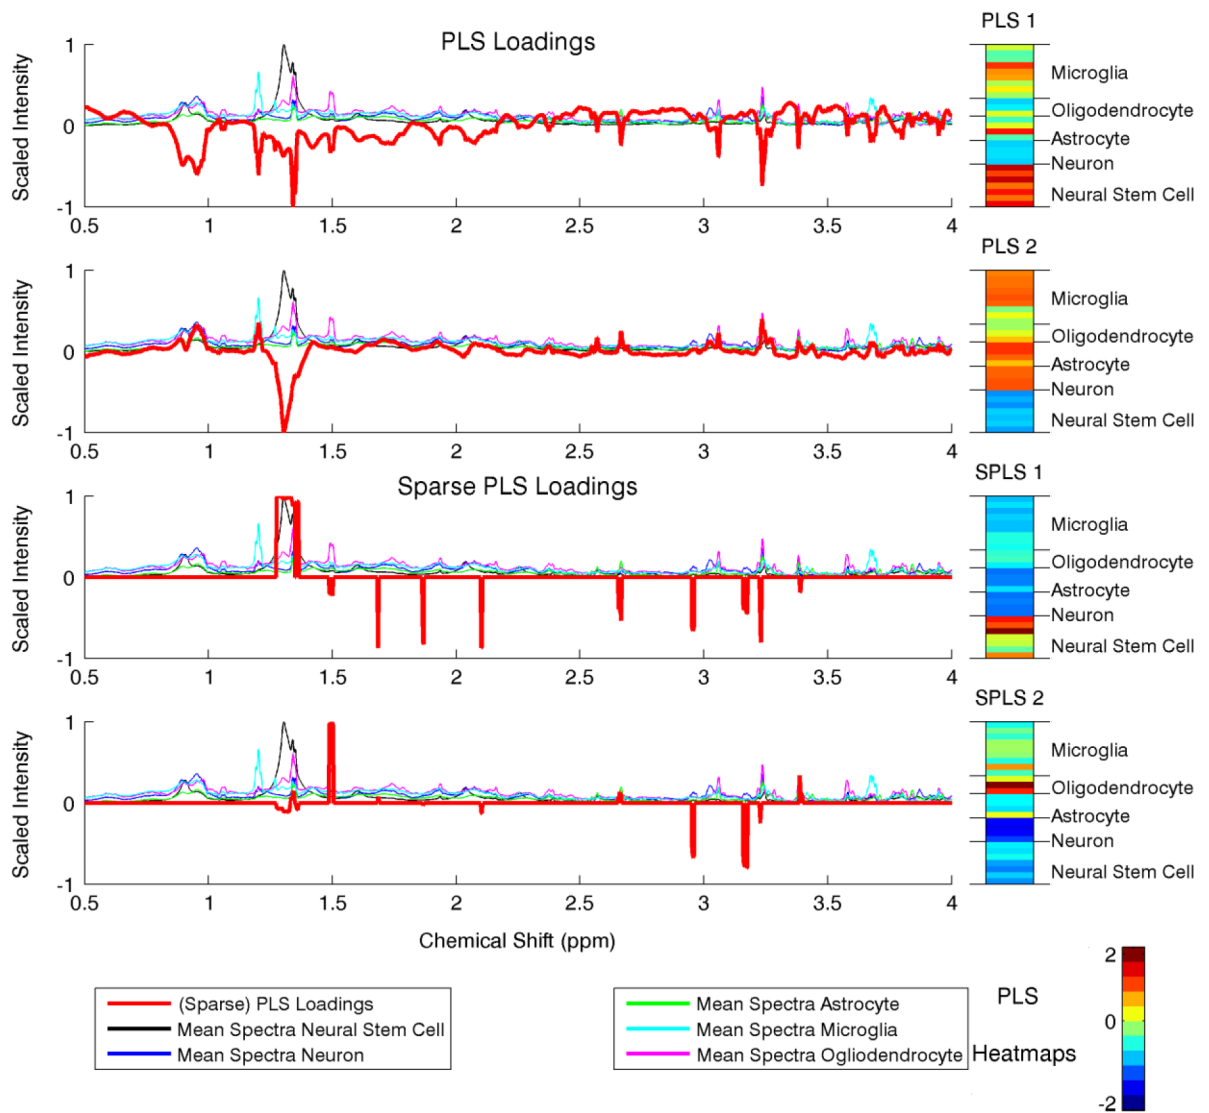 PLS Loadings
PLS 1
Scaled Intensity
1
0
-1
0.5 1 1.5 2 2.5 3 3.5 4
Microglia
Oligodendrocyte
Astrocyte
Neuron
Neural Stem Cell
PLS 2
Scaled Intensity
1
0
-1
0.5 1 1.5 2 2.5 3 3.5 4
Microglia
Oligodendrocyte
Astrocyte
Neuron
Neural Stem Cell
Sparse PLS Loadings
SPLS 1
Scaled Intensity
1
0
-1
0.5 1 1.5 2 2.5 3 3.5 4
Microglia
Oligodendrocyte
Astrocyte
Neuron
Neural Stem Cell
SPLS 2
Scaled Intensity
1
0
-1
0.5 1 1.5 2 2.5 3 3.5 4
Microglia
Oligodendrocyte
Astrocyte
Neuron
Neural Stem Cell
Chemical Shift (ppm)
(Sparse) PLS Loadings
Mean Spectra Neural Stem Cell
Mean Spectra Neuron
Mean Spectra Astrocyte
Mean Spectra Microglia
Mean Spectra Ogliodendrocyte
PLS
Heatmaps
2
0
-2